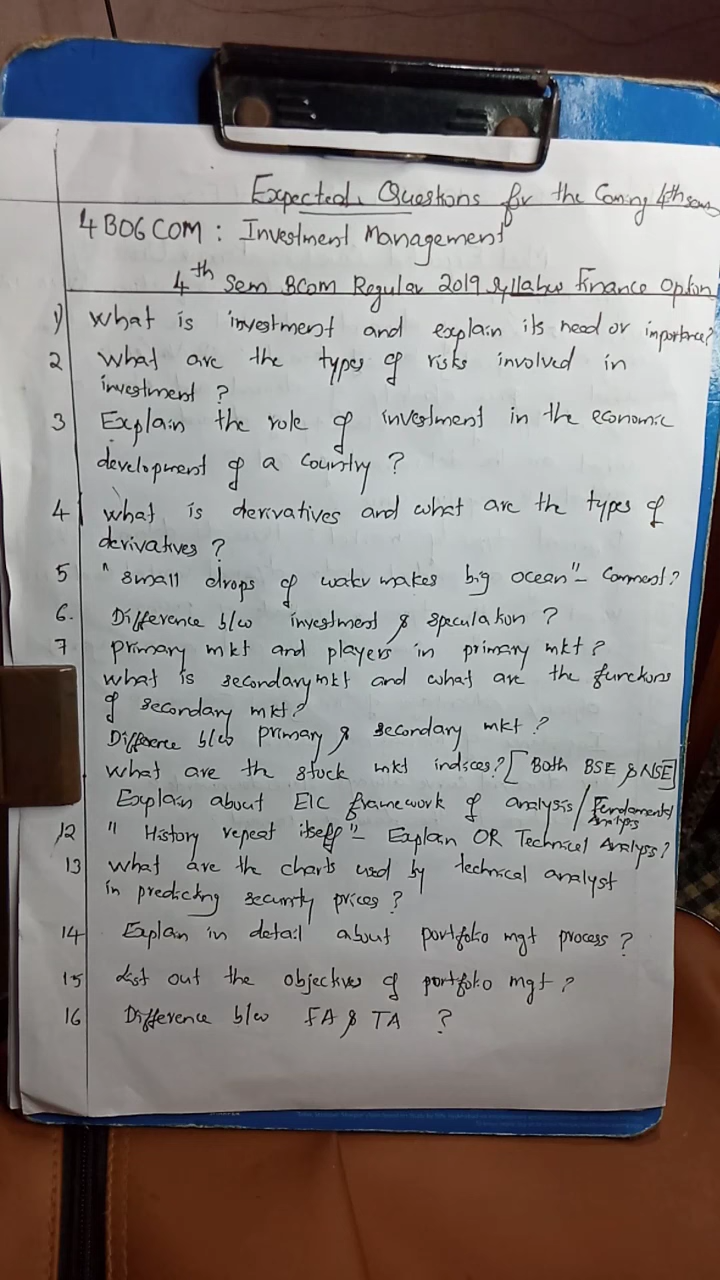 Expected Questions for the Coming 4th sem
4 B06 COM : Investment Management
4th Sem BCom Regular 2019 syllabus Finance Option
1) what is investment and explain its need or importance?
2 what are the types of risks involved in
investment ?
3 Explain the role of investment in the economic
development of a country ?
4 what is derivatives and what are the types of
derivatives ?
5 "small drops of water makes big ocean" - Comment?
6. Difference b/w investment & speculation ?
7 primary mkt and players in primary mkt ?
what is secondary mkt and what are the functions
of secondary mkt?
Difference b/w primary & secondary mkt ?
what are the stock mkt indices? [Both BSE & NSE]
Explain about EIC framework of analysis / Fundamental
Analysis
12 " History repeat itself" - Explain OR Technical Analysis?
13 what are the charts used by technical analyst
in predicting security prices ?
14 Explain in detail about portfolio mgt process ?
15 List out the objectives of portfolio mgt ?
16 Difference b/w FA & TA ?